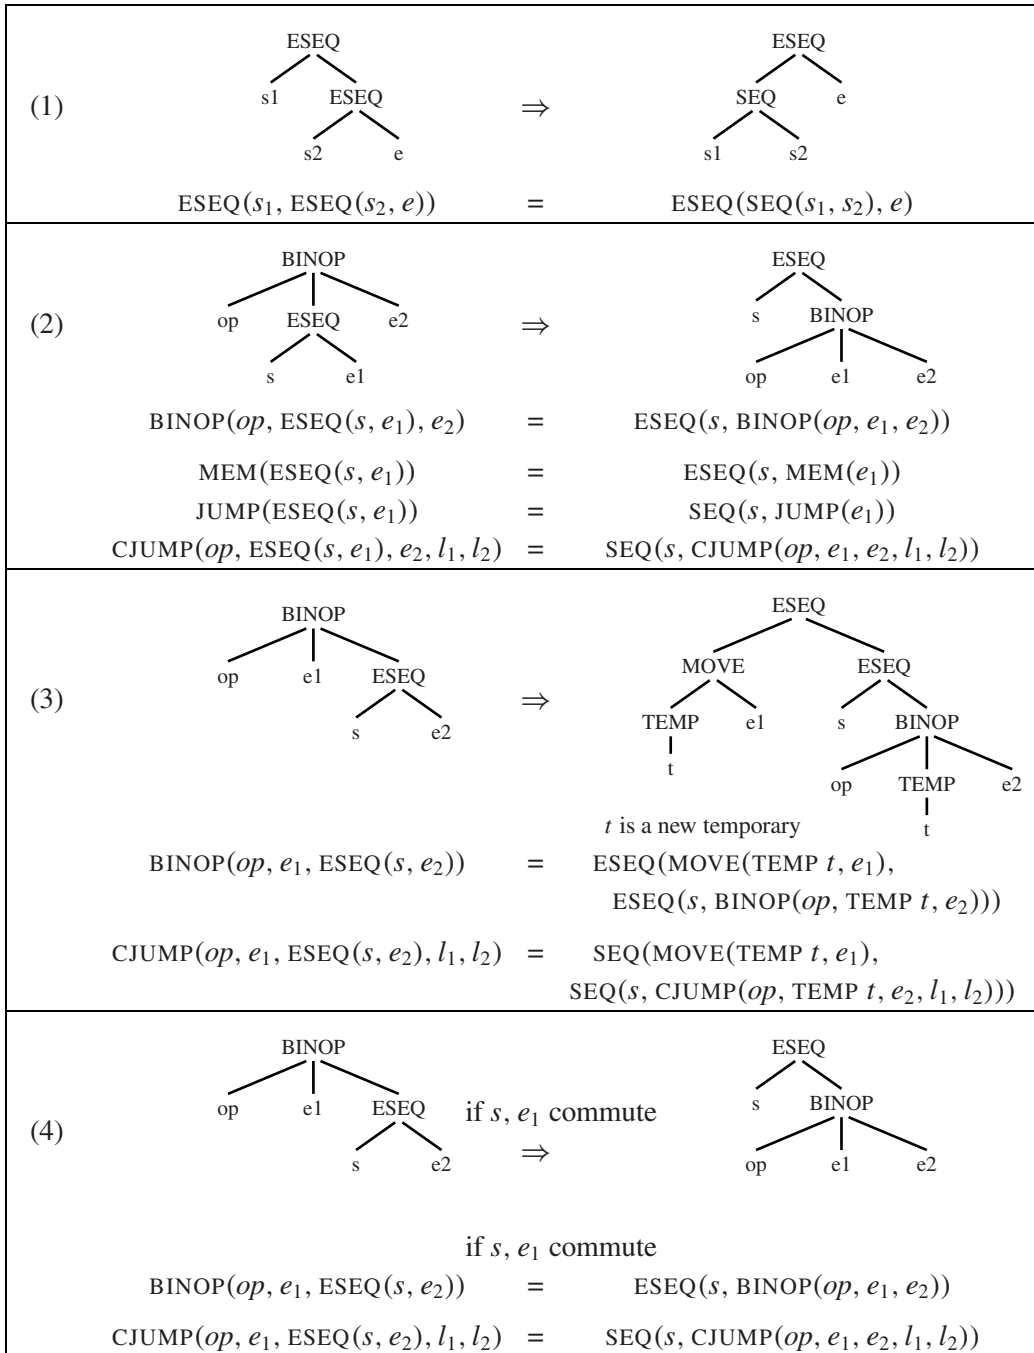 ESEQ ESEQ
(1) s1 ESEQ ⇒ SEQ e
s2 e s1 s2
ESEQ(s₁, ESEQ(s₂, e)) = ESEQ(SEQ(s₁, s₂), e)
BINOP ESEQ
(2) op ESEQ e2 ⇒ s BINOP
s e1 op e1 e2
BINOP(op, ESEQ(s, e₁), e₂) = ESEQ(s, BINOP(op, e₁, e₂))
MEM(ESEQ(s, e₁)) = ESEQ(s, MEM(e₁))
JUMP(ESEQ(s, e₁)) = SEQ(s, JUMP(e₁))
CJUMP(op, ESEQ(s, e₁), e₂, l₁, l₂) = SEQ(s, CJUMP(op, e₁, e₂, l₁, l₂))
BINOP ESEQ
op e1 ESEQ MOVE ESEQ
(3) s e2 ⇒ TEMP e1 s BINOP
t op TEMP e2
t is a new temporary t
BINOP(op, e₁, ESEQ(s, e₂)) = ESEQ(MOVE(TEMP t, e₁),
ESEQ(s, BINOP(op, TEMP t, e₂)))
CJUMP(op, e₁, ESEQ(s, e₂), l₁, l₂) = SEQ(MOVE(TEMP t, e₁),
SEQ(s, CJUMP(op, TEMP t, e₂, l₁, l₂)))
BINOP ESEQ
op e1 ESEQ if s, e₁ commute s BINOP
(4) s e2 ⇒ op e1 e2
if s, e₁ commute
BINOP(op, e₁, ESEQ(s, e₂)) = ESEQ(s, BINOP(op, e₁, e₂))
CJUMP(op, e₁, ESEQ(s, e₂), l₁, l₂) = SEQ(s, CJUMP(op, e₁, e₂, l₁, l₂))